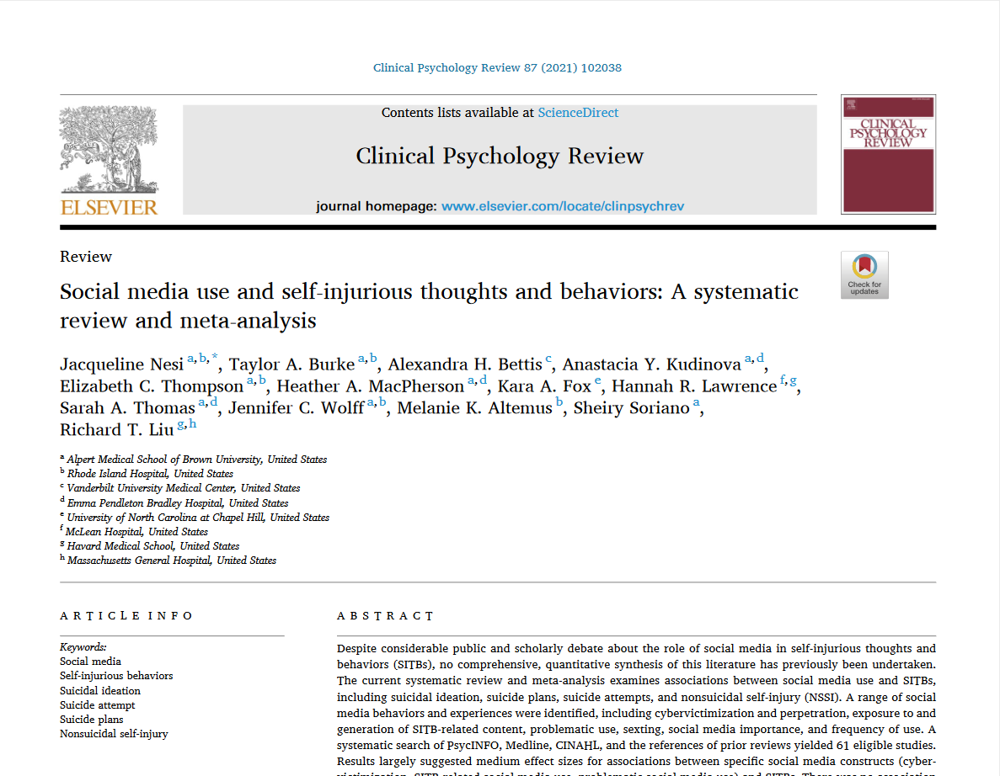 Clinical Psychology Review 87 (2021) 102038
Contents lists available at ScienceDirect
Clinical Psychology Review
journal homepage: www.elsevier.com/locate/clinpsychrev
ELSEVIER
CLINICAL
PSYCHOLOGY
REVIEW
Review
Check for
updates
Social media use and self-injurious thoughts and behaviors: A systematic
review and meta-analysis
Jacqueline Nesi a,b,*, Taylor A. Burke a,b, Alexandra H. Bettis c, Anastacia Y. Kudinova a,d,
Elizabeth C. Thompson a,b, Heather A. MacPherson a,d, Kara A. Fox e, Hannah R. Lawrence f,g,
Sarah A. Thomas a,d, Jennifer C. Wolff a,b, Melanie K. Altemus b, Sheiry Soriano a,
Richard T. Liu g,h
a Alpert Medical School of Brown University, United States
b Rhode Island Hospital, United States
c Vanderbilt University Medical Center, United States
d Emma Pendleton Bradley Hospital, United States
e University of North Carolina at Chapel Hill, United States
f McLean Hospital, United States
g Havard Medical School, United States
h Massachusetts General Hospital, United States
ARTICLE INFO
Keywords:
Social media
Self-injurious behaviors
Suicidal ideation
Suicide attempt
Suicide plans
Nonsuicidal self-injury
ABSTRACT
Despite considerable public and scholarly debate about the role of social media in self-injurious thoughts and
behaviors (SITBs), no comprehensive, quantitative synthesis of this literature has previously been undertaken.
The current systematic review and meta-analysis examines associations between social media use and SITBs,
including suicidal ideation, suicide plans, suicide attempts, and nonsuicidal self-injury (NSSI). A range of social
media behaviors and experiences were identified, including cybervictimization and perpetration, exposure to and
generation of SITB-related content, problematic use, sexting, social media importance, and frequency of use. A
systematic search of PsycINFO, Medline, CINAHL, and the references of prior reviews yielded 61 eligible studies.
Results largely suggested medium effect sizes for associations between specific social media constructs (cyber-
victimization, SITB-related social media use, problematic social media use) and SITBs. There was no association